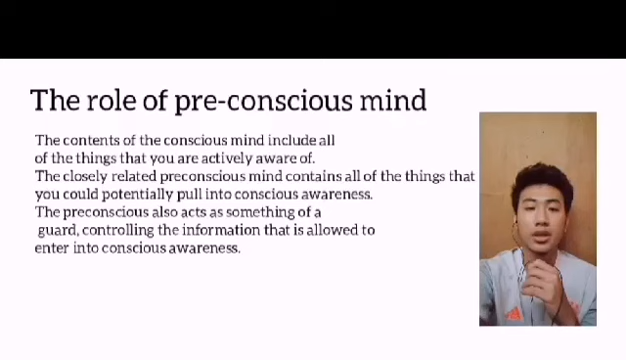 The role of pre-conscious mind
The contents of the conscious mind include all
of the things that you are actively aware of.
The closely related preconscious mind contains all of the things that
you could potentially pull into conscious awareness.
The preconscious also acts as something of a
guard, controlling the information that is allowed to
enter into conscious awareness.